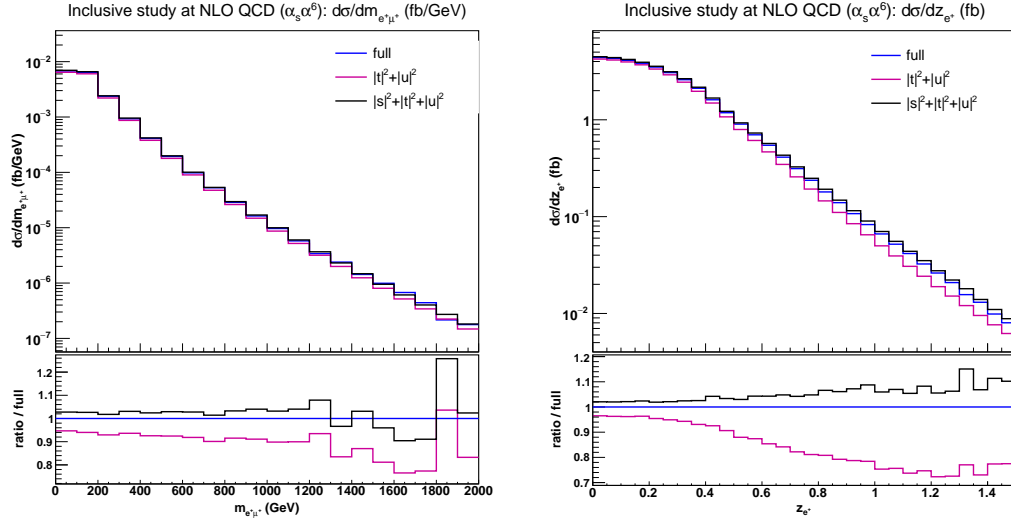 Inclusive study at NLO QCD (αₛα⁶): dσ/dm_{e⁺μ⁺} (fb/GeV)
full
|t|²+|u|²
|s|²+|t|²+|u|²
dσ/dm_{e⁺μ⁺} (fb/GeV)
10⁻²
10⁻³
10⁻⁴
10⁻⁵
10⁻⁶
10⁻⁷
ratio / full
1.2
1.1
1
0.9
0.8
0 200 400 600 800 1000 1200 1400 1600 1800 2000
m_{e⁺μ⁺} (GeV)
Inclusive study at NLO QCD (αₛα⁶): dσ/dz_{e⁺} (fb)
full
|t|²+|u|²
|s|²+|t|²+|u|²
dσ/dz_{e⁺} (fb)
1
10⁻¹
10⁻²
ratio / full
1.2
1.1
1.0
0.9
0.8
0.7
0 0.2 0.4 0.6 0.8 1 1.2 1.4
z_{e⁺}